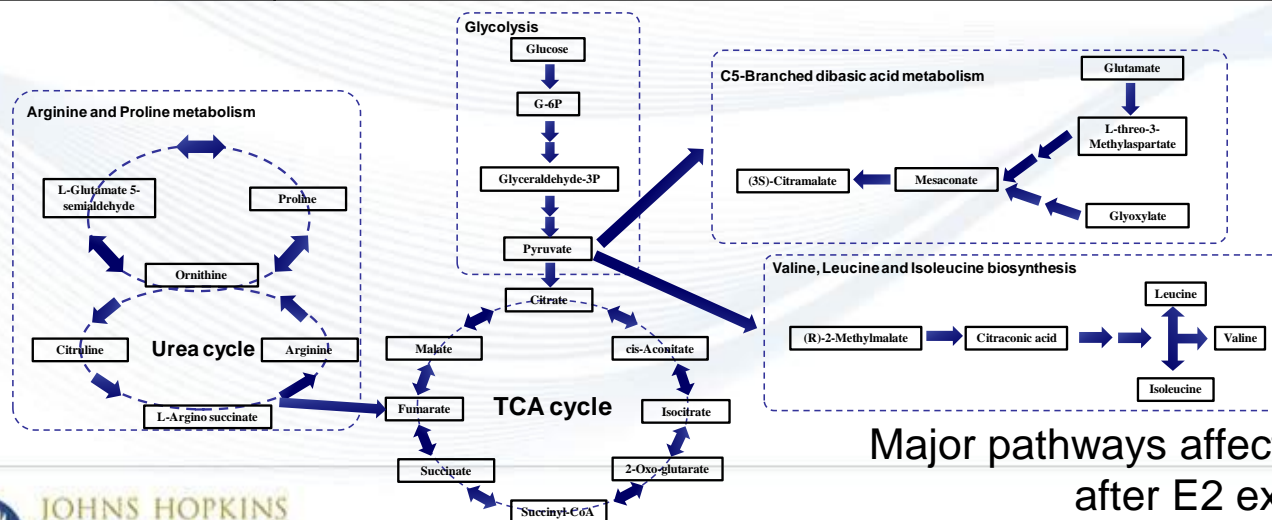 Glycolysis
Glucose
G-6P
Glyceraldehyde-3P
Pyruvate
C5-Branched dibasic acid metabolism
Glutamate
L-threo-3-
Methylaspartate
(3S)-Citramalate
Mesaconate
Glyoxylate
Arginine and Proline metabolism
L-Glutamate 5-
semialdehyde
Proline
Ornithine
Citruline
Urea cycle
Arginine
L-Argino succinate
Valine, Leucine and Isoleucine biosynthesis
Leucine
(R)-2-Methylmalate
Citraconic acid
Valine
Isoleucine
Citrate
Malate
cis-Aconitate
Fumarate
TCA cycle
Isocitrate
Succinate
2-Oxo-glutarate
Succinyl-CoA
Major pathways affec
after E2 ex
JOHNS HOPKINS